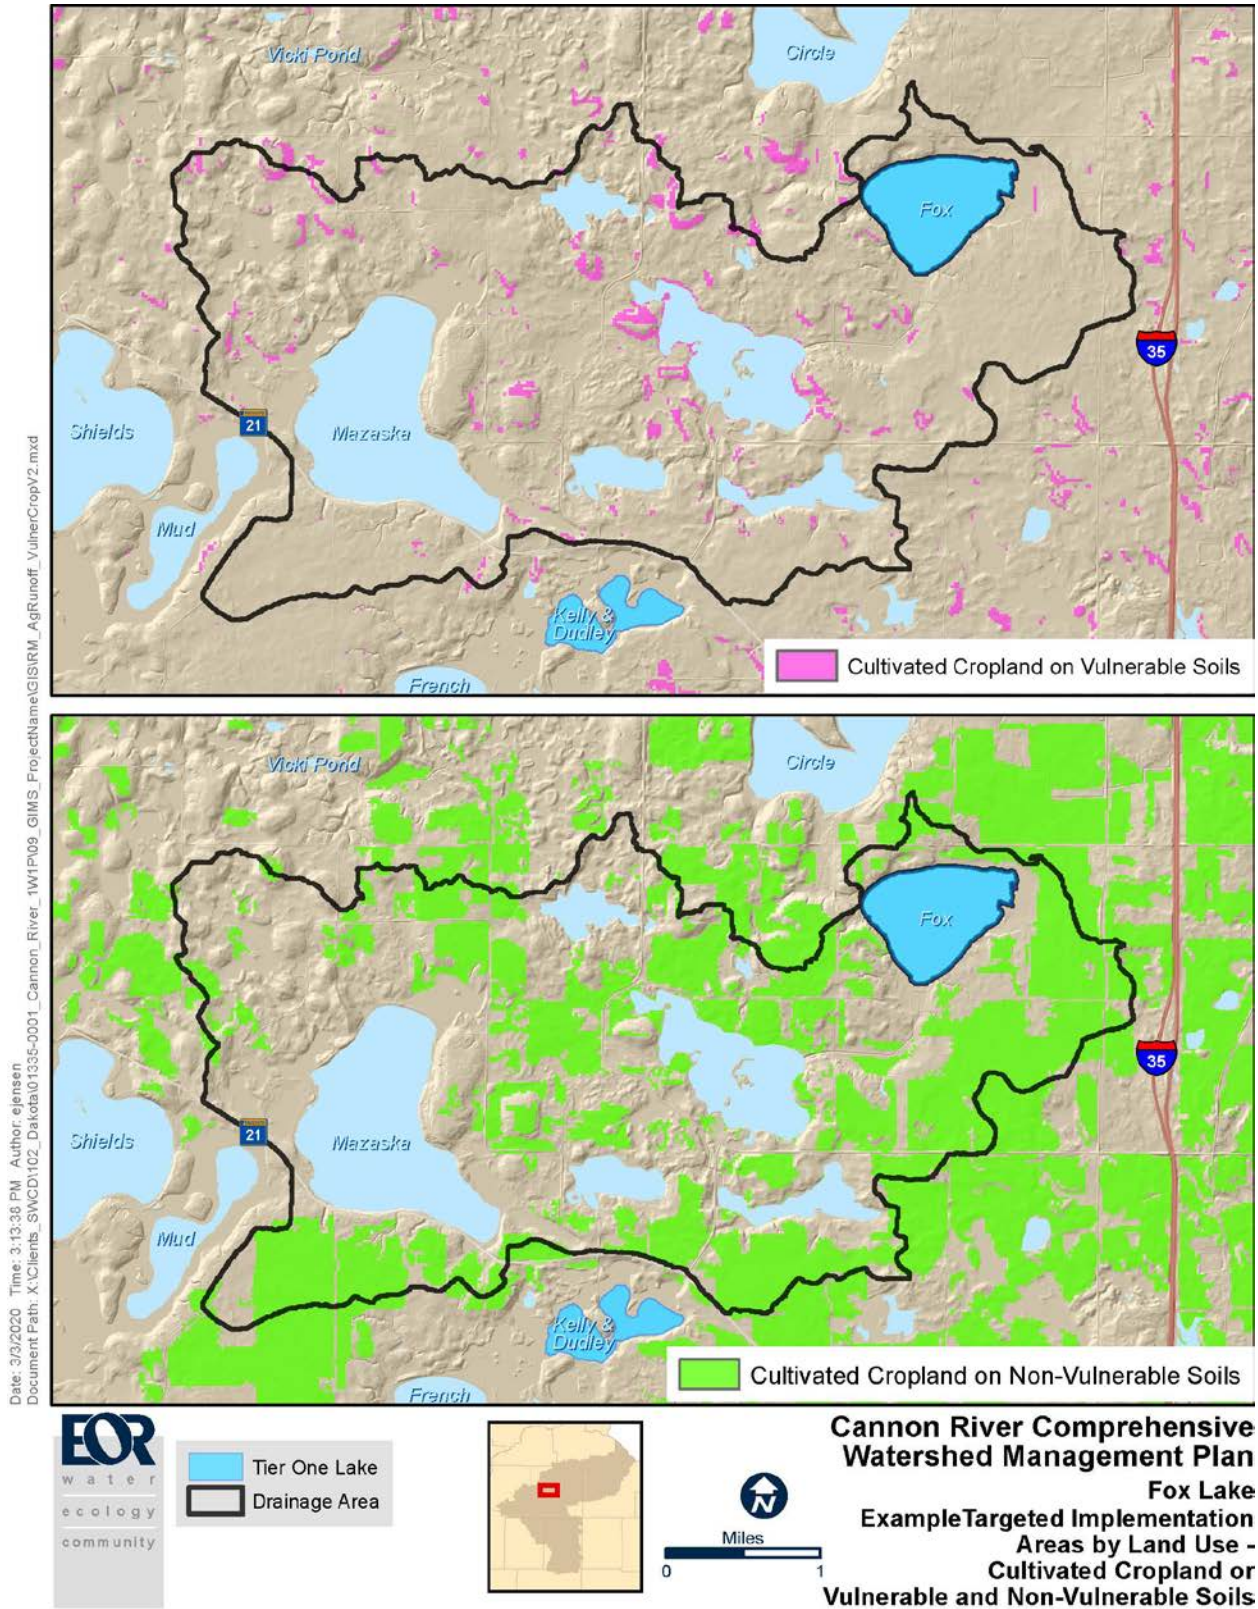 Vicki Pond
Circle
Fox
35
Shields
21
Mazaska
Mud
Kelly &
Dudley
French
Cultivated Cropland on Vulnerable Soils
Vicki Pond
Circle
Fox
35
Shields
21
Mazaska
Mud
Kelly &
Dudley
French
Cultivated Cropland on Non-Vulnerable Soils
Date: 3/3/2020 Time: 3:13:38 PM Author: ejensen
Document Path: X:\Clients_SWCD\102_Dakota\01335-0001_Cannon_River_1W1P\09_GIMS_ProjectName\GIS\RM_AgRunoff_VulnerCropV2.mxd
EOR
water
ecology
community
Tier One Lake
Drainage Area
N
Miles
0 1
Cannon River Comprehensive
Watershed Management Plan
Fox Lake
ExampleTargeted Implementation
Areas by Land Use -
Cultivated Cropland or
Vulnerable and Non-Vulnerable Soils